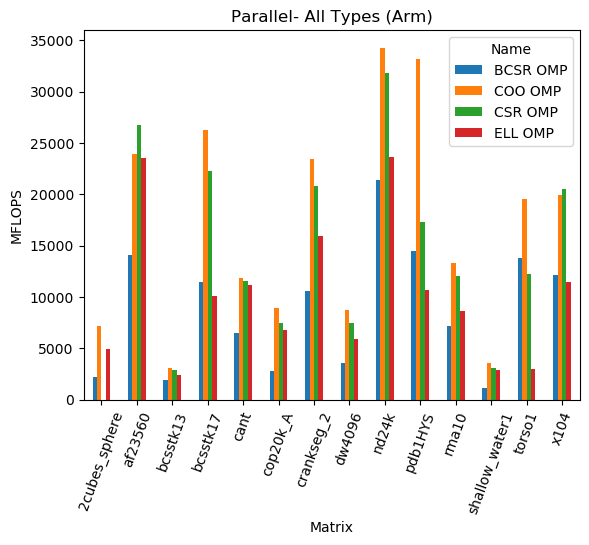 Parallel- All Types (Arm)
MFLOPS
35000
30000
25000
20000
15000
10000
5000
0
Name
BCSR OMP
COO OMP
CSR OMP
ELL OMP
2cubes_sphere
af23560
bcsstk13
bcsstk17
cant
cop20k_A
crankseg_2
dw4096
nd24k
pdb1HYS
rma10
shallow_water1
torso1
x104
Matrix